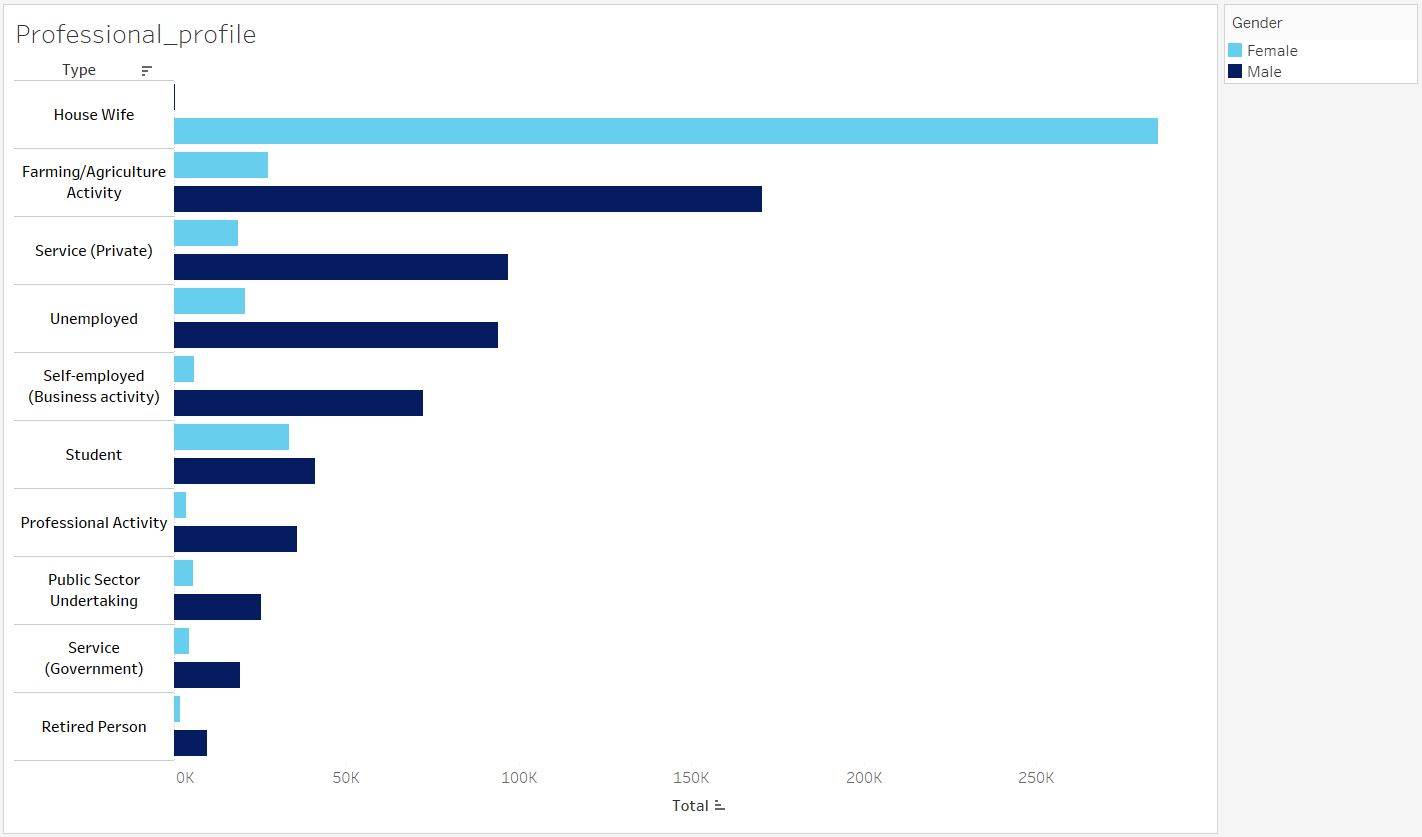 Professional_profile
Type
House Wife
Farming/Agriculture
Activity
Service (Private)
Unemployed
Self-employed
(Business activity)
Student
Professional Activity
Public Sector
Undertaking
Service
(Government)
Retired Person
0K 50K 100K 150K 200K 250K
Total
Gender
Female
Male